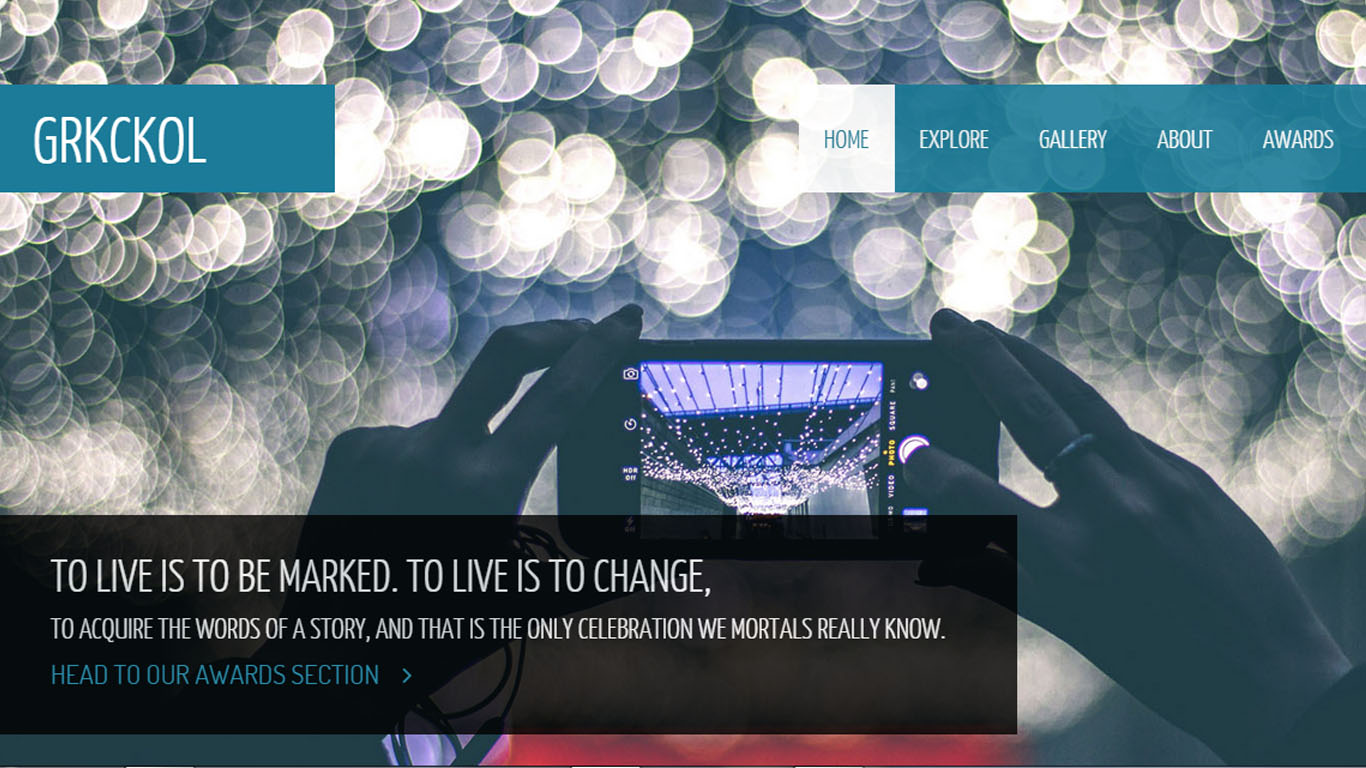 GRKCKOL
HOME EXPLORE GALLERY ABOUT AWARDS
HDR
Off
VIDEO PHOTO SQUARE PANO
TO LIVE IS TO BE MARKED. TO LIVE IS TO CHANGE,
TO ACQUIRE THE WORDS OF A STORY, AND THAT IS THE ONLY CELEBRATION WE MORTALS REALLY KNOW.
HEAD TO OUR AWARDS SECTION >